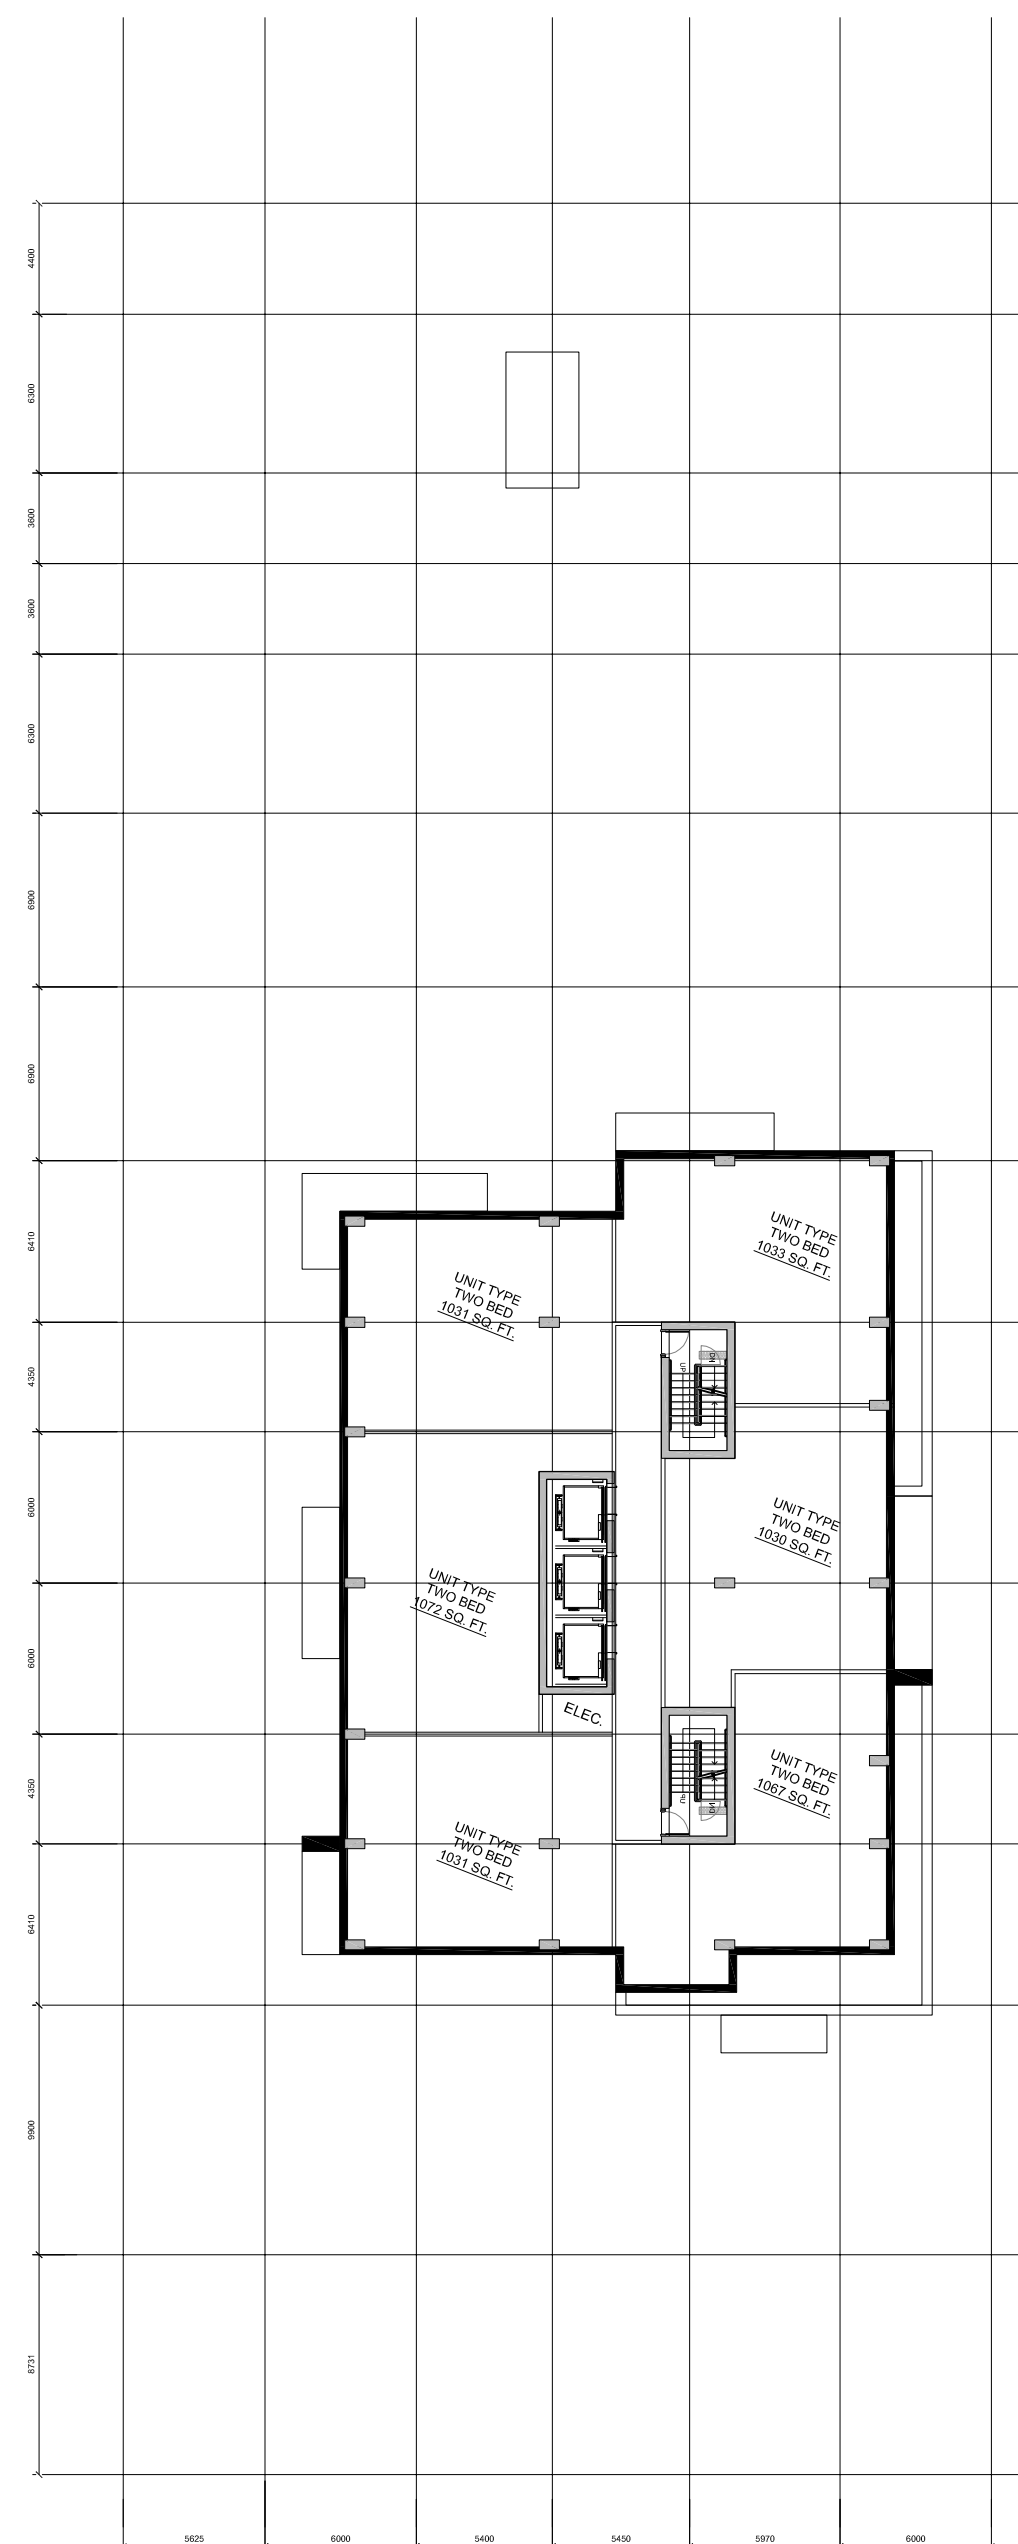 4400
6300
3600
3600
6300
6900
6900
6410
UNIT TYPE
TWO BED
1033 SQ. FT.
UNIT TYPE
TWO BED
1031 SQ. FT.
4350
UP
DN
6000
UNIT TYPE
TWO BED
1030 SQ. FT.
UNIT TYPE
TWO BED
1072 SQ. FT.
6000
ELEC.
4350
UNIT TYPE
TWO BED
1067 SQ. FT.
UP
DN
UNIT TYPE
TWO BED
1031 SQ. FT.
6410
9900
8731
5625
6000
5400
5450
5970
6000